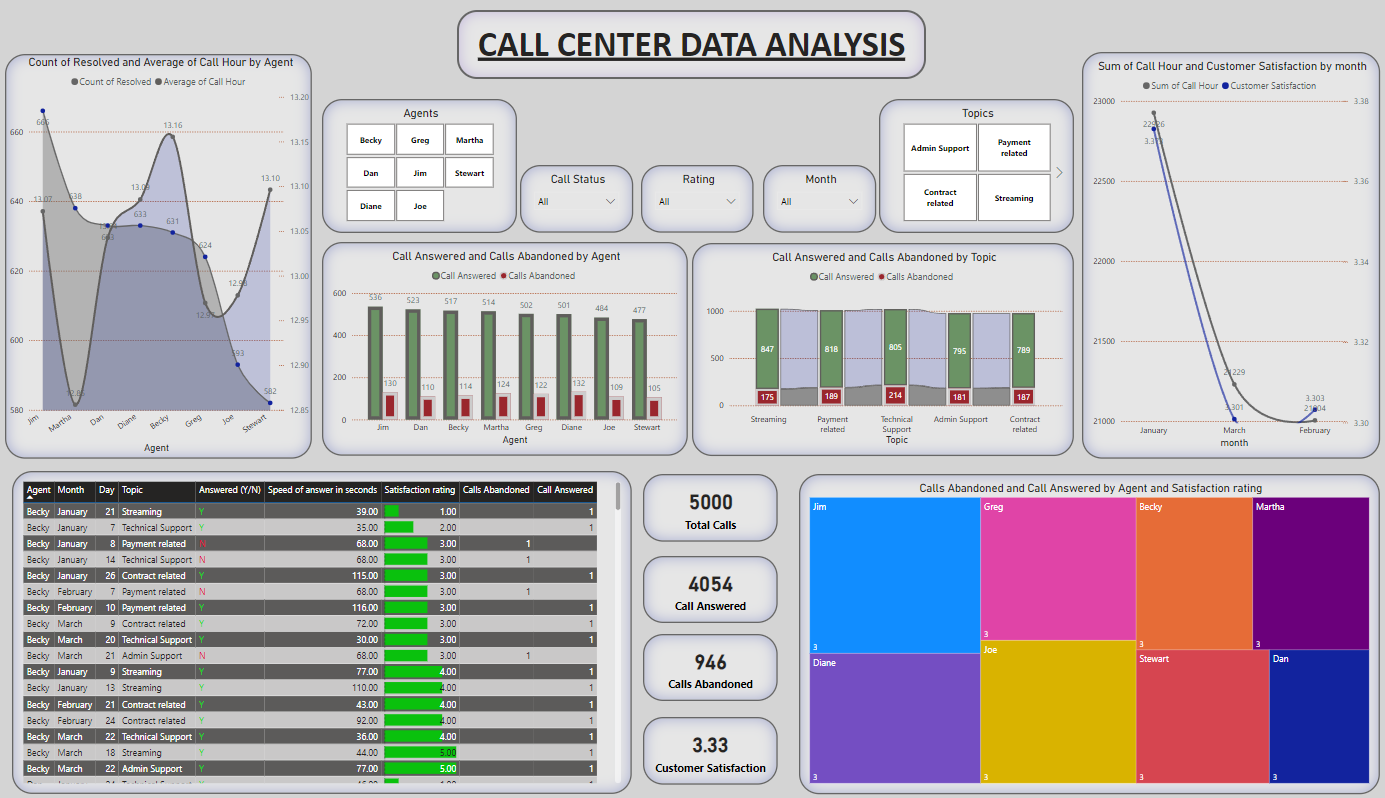 CALL CENTER DATA ANALYSIS
Count of Resolved and Average of Call Hour by Agent
Count of Resolved Average of Call Hour
13.20
13.15
13.10
13.05
13.00
12.95
12.90
12.85
660
640
620
600
580
666
638
633
631
624
593
582
13.07
13.09
13.16
13.10
Jim Martha Dan Diane Becky Greg Joe Stewart
Agent
Agents
Becky Greg Martha
Dan Jim Stewart
Diane Joe
Call Status
All
Rating
All
Month
All
Topics
Admin Support Payment related
Contract related Streaming
Call Answered and Calls Abandoned by Agent
Call Answered Calls Abandoned
600
400
200
0
536 523 517 514 502 501 484 477
130 110 114 124 122 132 109 105
Jim Dan Becky Martha Greg Diane Joe Stewart
Agent
Call Answered and Calls Abandoned by Topic
Call Answered Calls Abandoned
1000
500
0
847 818 805 795 789
175 189 214 181 187
Streaming Payment related Technical Support Admin Support Contract related
Topic
Sum of Call Hour and Customer Satisfaction by month
Sum of Call Hour Customer Satisfaction
23000
22500
22000
21500
21000
3.38
3.36
3.34
3.32
3.30
22926
21229
3.301
3.303
January March February
month
Agent Month Day Topic Answered (Y/N) Speed of answer in seconds Satisfaction rating Calls Abandoned Call Answered
Becky January 21 Streaming Y 39.00 1.00 1
Becky January 7 Technical Support Y 35.00 2.00 1
Becky January 8 Payment related N 68.00 3.00 1
Becky January 14 Technical Support N 68.00 3.00 1
Becky January 26 Contract related Y 115.00 3.00 1
Becky February 7 Payment related N 68.00 3.00 1
Becky February 10 Payment related Y 116.00 3.00 1
Becky March 9 Contract related Y 72.00 3.00 1
Becky March 20 Technical Support Y 30.00 3.00 1
Becky March 21 Admin Support N 68.00 3.00 1
Becky January 9 Streaming Y 77.00 4.00 1
Becky January 13 Streaming Y 110.00 4.00 1
Becky February 21 Contract related Y 43.00 4.00 1
Becky February 24 Contract related Y 92.00 4.00 1
Becky March 22 Technical Support Y 36.00 4.00 1
Becky March 18 Streaming Y 44.00 5.00 1
Becky March 22 Admin Support Y 77.00 5.00 1
5000
Total Calls
4054
Call Answered
946
Calls Abandoned
3.33
Customer Satisfaction
Calls Abandoned and Call Answered by Agent and Satisfaction rating
Jim
3
Greg
3
Becky
3
Martha
3
Diane
3
Joe
3
Stewart
3
Dan
3